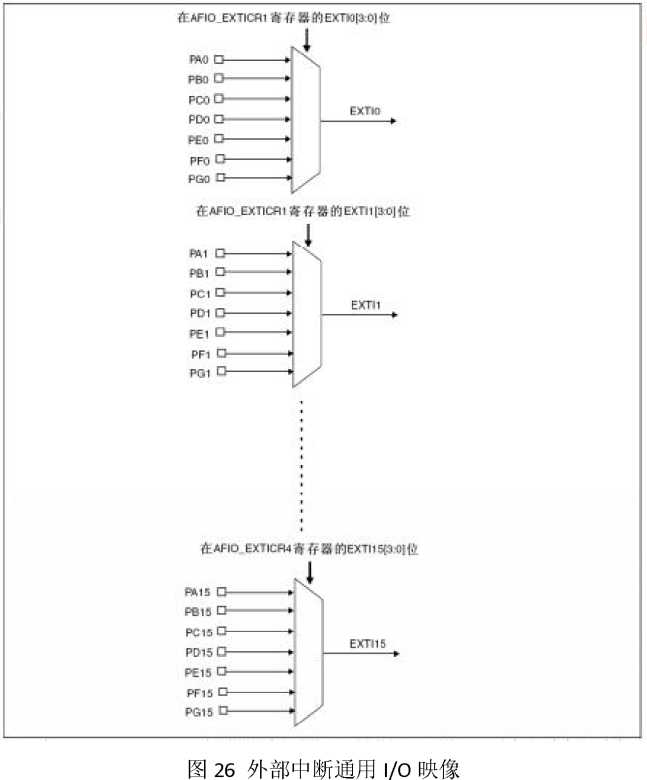 在AFIO_EXTICR1寄存器的EXTI0[3:0]位
PA0
PB0
PC0
EXTI0
PD0
PE0
PF0
PG0
在AFIO_EXTICR1寄存器的EXTI1[3:0]位
PA1
PB1
PC1
EXTI1
PD1
PE1
PF1
PG1
在AFIO_EXTICR4寄存器的EXTI15[3:0]位
PA15
PB15
PC15
EXTI15
PD15
PE15
PF15
PG15
图 26 外部中断通用 I/O 映像